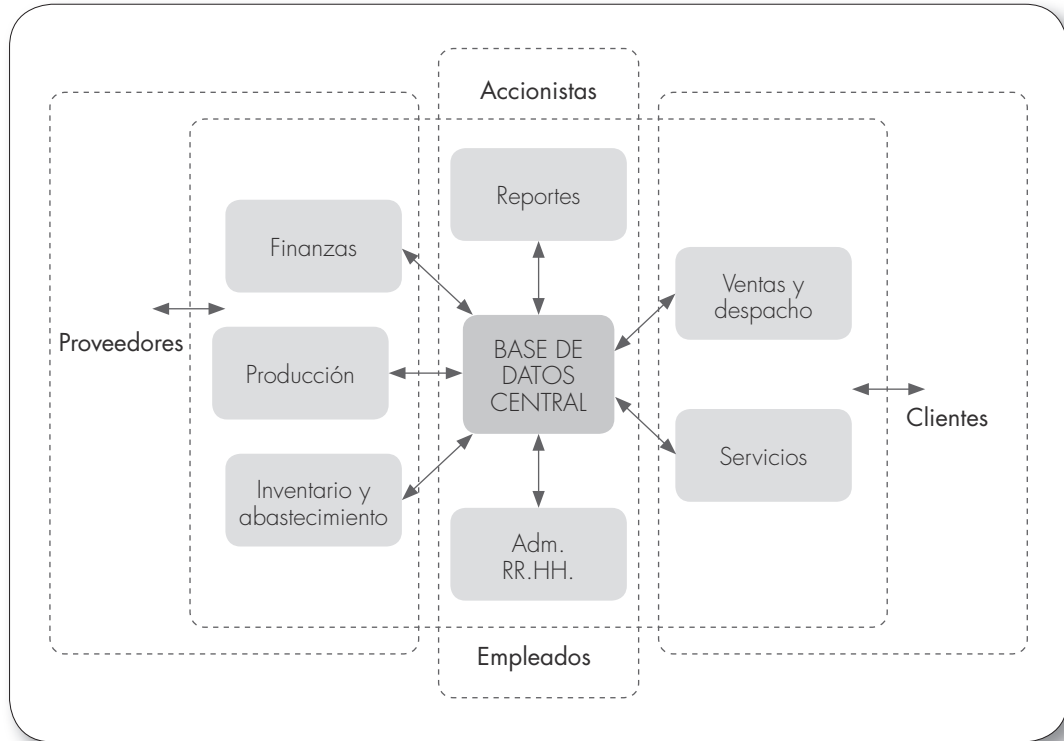 Accionistas
Reportes
Finanzas
Ventas y
despacho
Proveedores
Producción
BASE DE
DATOS
CENTRAL
Clientes
Servicios
Inventario y
abastecimiento
Adm.
RR.HH.
Empleados